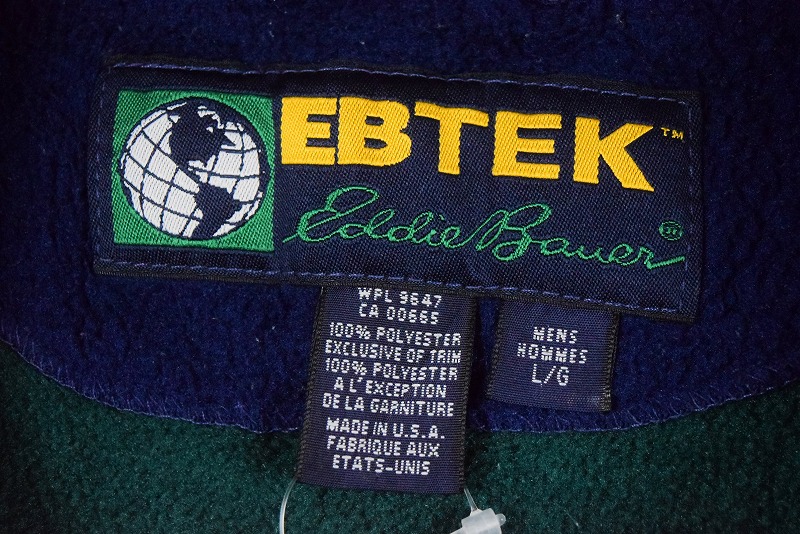 EBTEK™
Eddie Bauer®
WPL 9647
CA 00665
100% POLYESTER
EXCLUSIVE OF TRIM
100% POLYESTER
A L'EXCEPTION
DE LA GARNITURE
MADE IN U.S.A.
FABRIQUE AUX
ETATS-UNIS
MENS
HOMMES
L/G